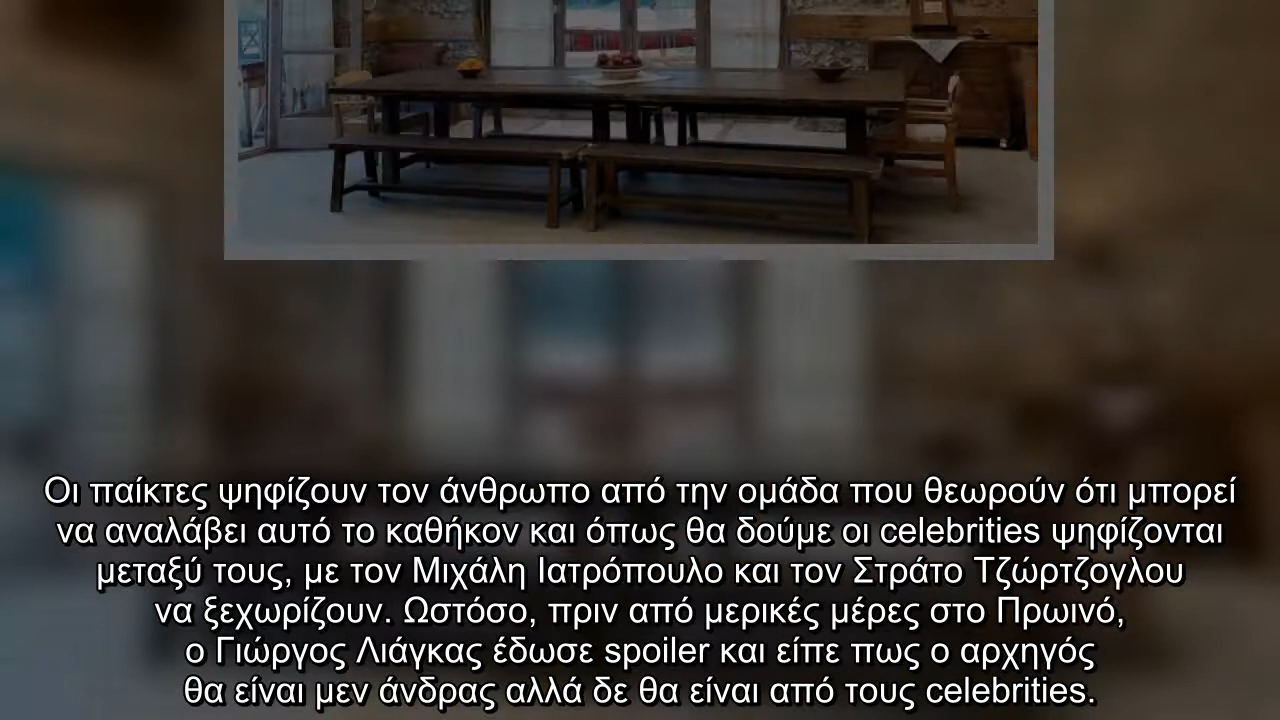 Οι παίκτες ψηφίζουν τον άνθρωπο από την ομάδα που θεωρούν ότι μπορεί
να αναλάβει αυτό το καθήκον και όπως θα δούμε οι celebrities ψηφίζονται
μεταξύ τους, με τον Μιχάλη Ιατρόπουλο και τον Στράτο Τζώρτζογλου
να ξεχωρίζουν. Ωστόσο, πριν από μερικές μέρες στο Πρωινό,
ο Γιώργος Λιάγκας έδωσε spoiler και είπε πως ο αρχηγός
θα είναι μεν άνδρας αλλά δε θα είναι από τους celebrities.